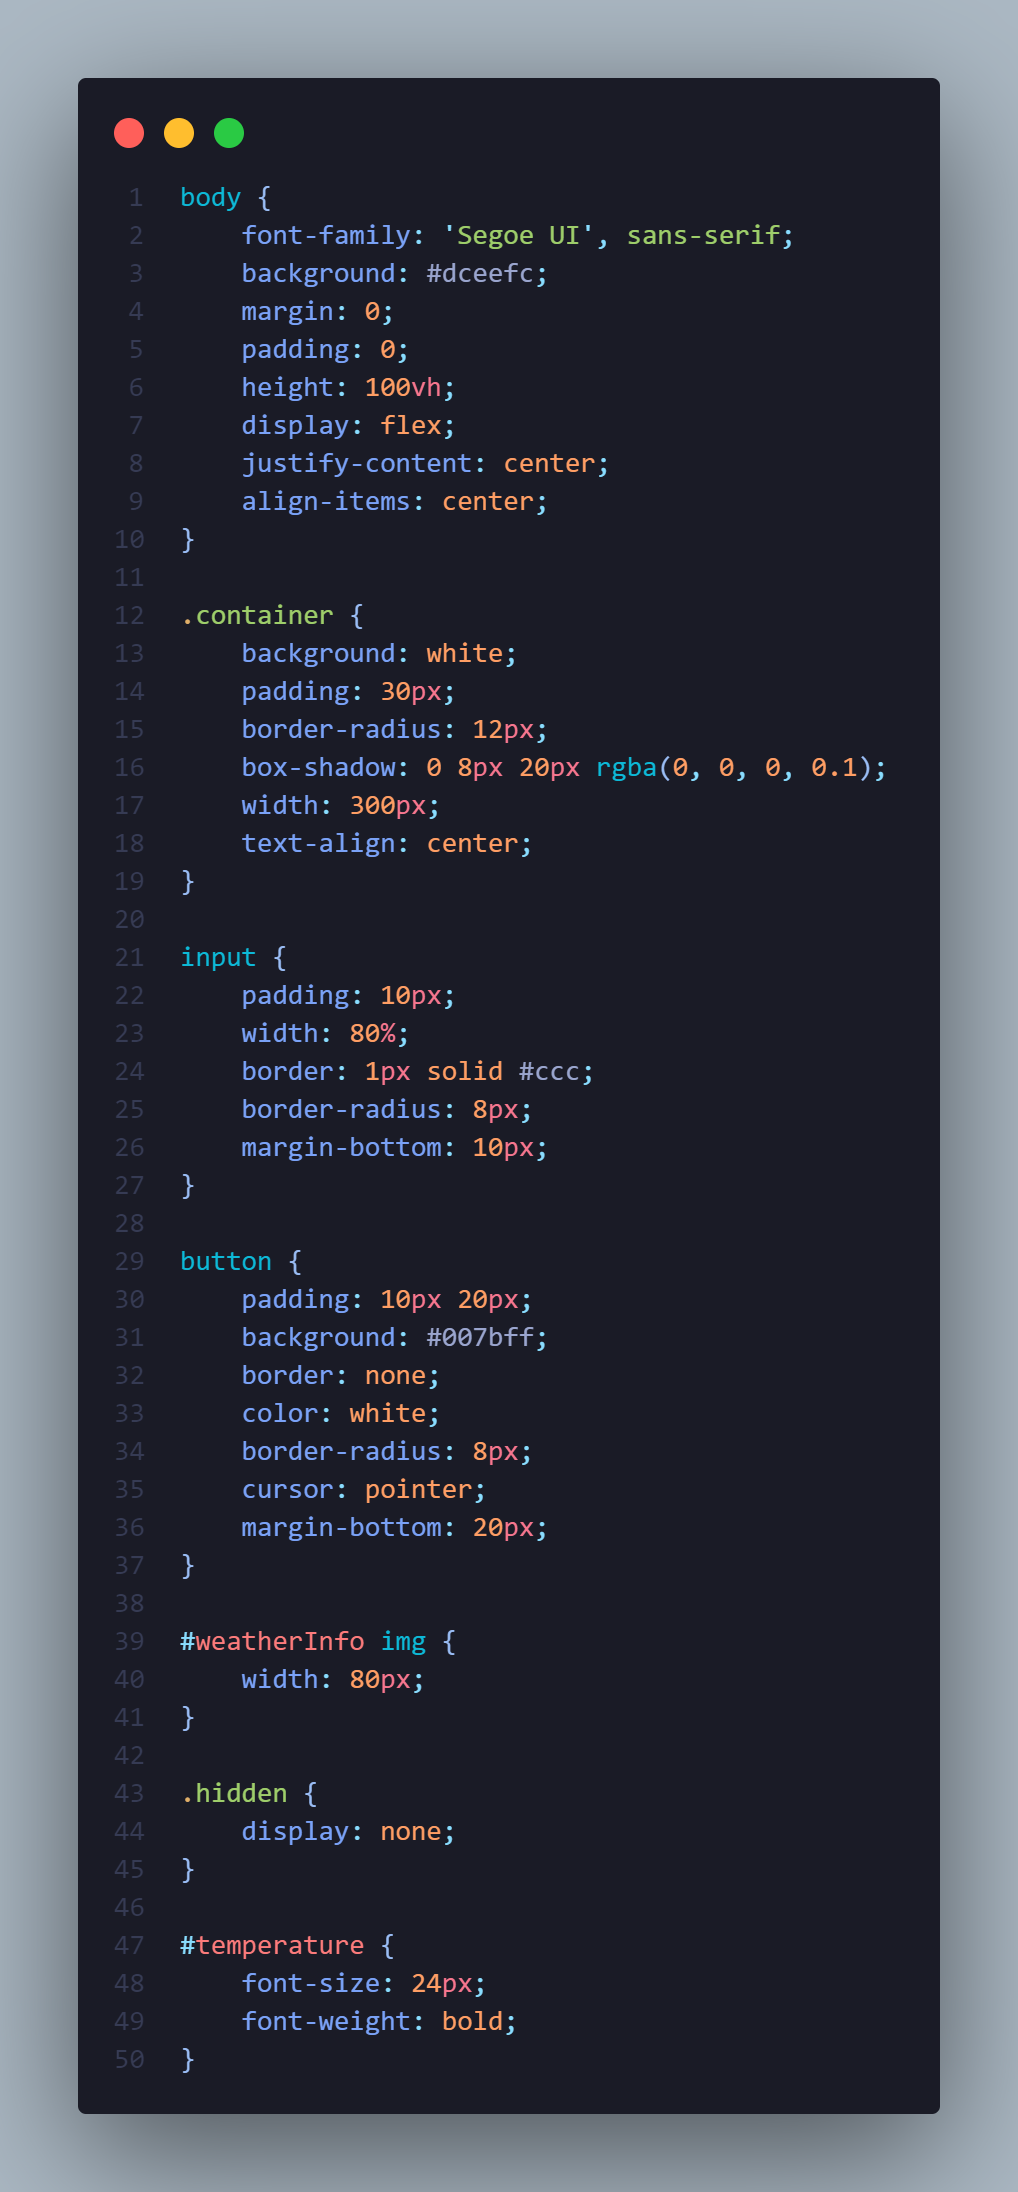 1 body {
2     font-family: 'Segoe UI', sans-serif;
3     background: #dceefc;
4     margin: 0;
5     padding: 0;
6     height: 100vh;
7     display: flex;
8     justify-content: center;
9     align-items: center;
10 }
11
12 .container {
13     background: white;
14     padding: 30px;
15     border-radius: 12px;
16     box-shadow: 0 8px 20px rgba(0, 0, 0, 0.1);
17     width: 300px;
18     text-align: center;
19 }
20
21 input {
22     padding: 10px;
23     width: 80%;
24     border: 1px solid #ccc;
25     border-radius: 8px;
26     margin-bottom: 10px;
27 }
28
29 button {
30     padding: 10px 20px;
31     background: #007bff;
32     border: none;
33     color: white;
34     border-radius: 8px;
35     cursor: pointer;
36     margin-bottom: 20px;
37 }
38
39 #weatherInfo img {
40     width: 80px;
41 }
42
43 .hidden {
44     display: none;
45 }
46
47 #temperature {
48     font-size: 24px;
49     font-weight: bold;
50 }